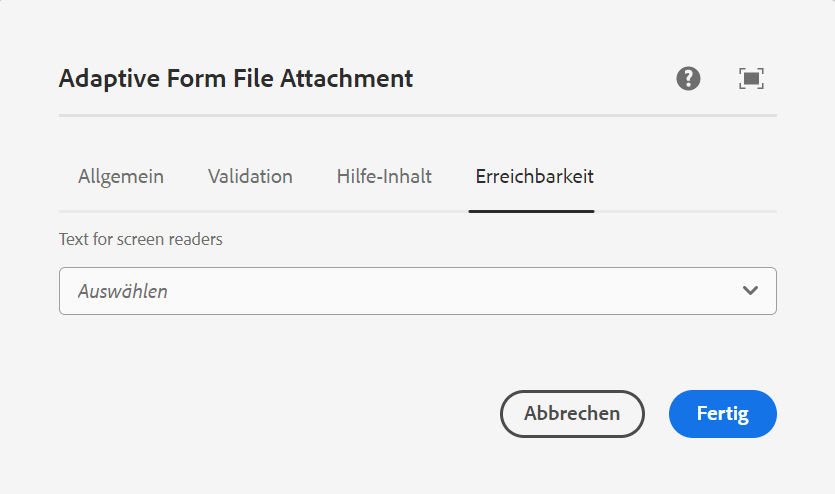 Adaptive Form File Attachment
Allgemein Validation Hilfe-Inhalt Erreichbarkeit
Text for screen readers
Auswählen
Abbrechen Fertig